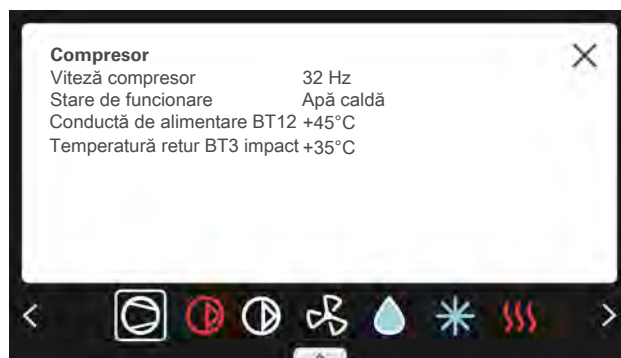 Compresor
Viteză compresor 32 Hz
Stare de funcionare Apă caldă
Conductă de alimentare BT12 +45°C
Temperatură retur BT3 impact +35°C